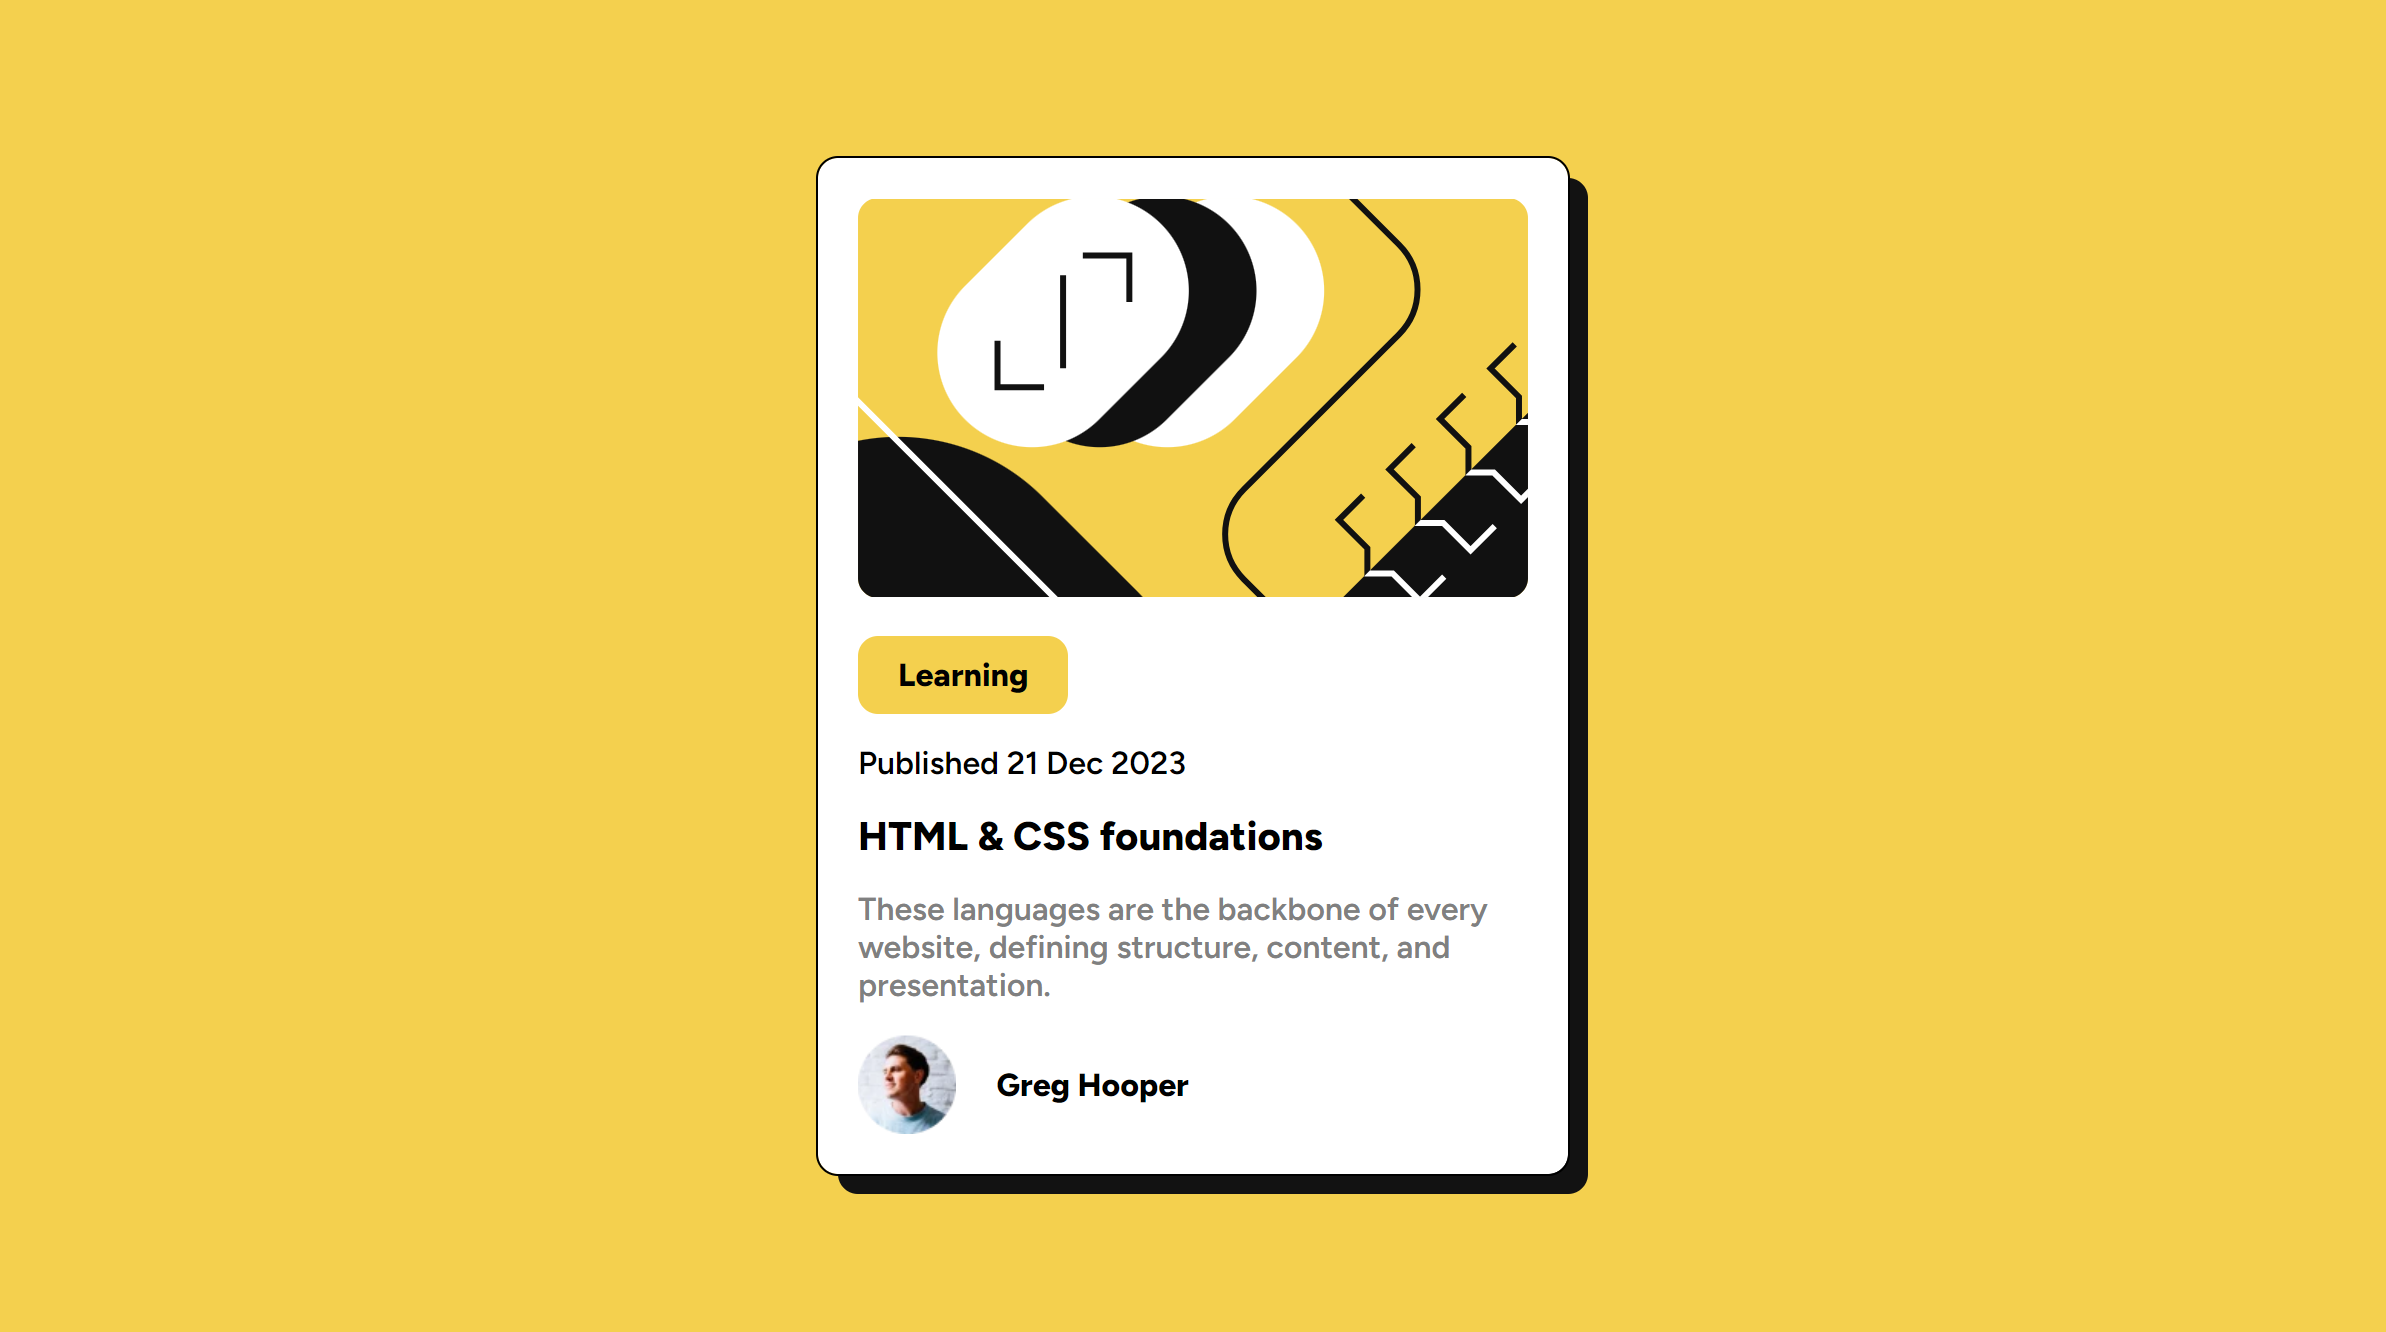 Learning
Published 21 Dec 2023
HTML & CSS foundations
These languages are the backbone of every
website, defining structure, content, and
presentation.
Greg Hooper